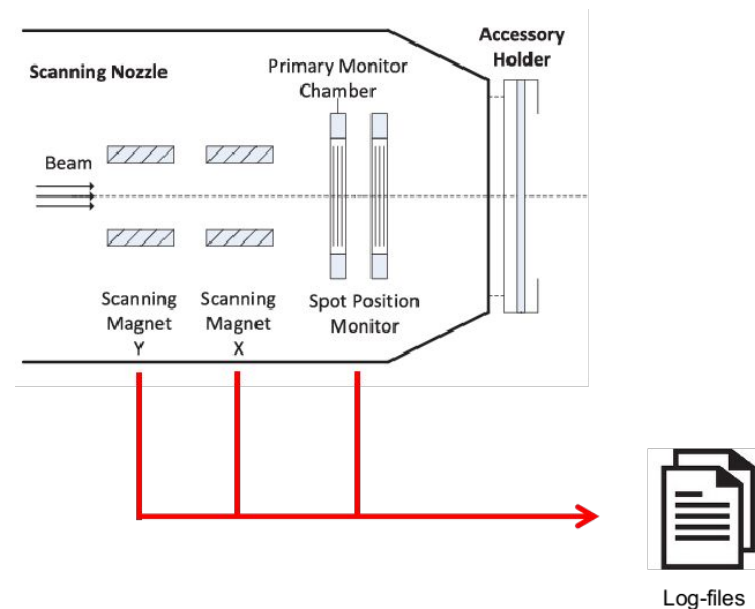 Accessory
Holder
Scanning Nozzle
Primary Monitor
Chamber
Beam
Scanning
Magnet
Y
Scanning
Magnet
X
Spot Position
Monitor
Log-files